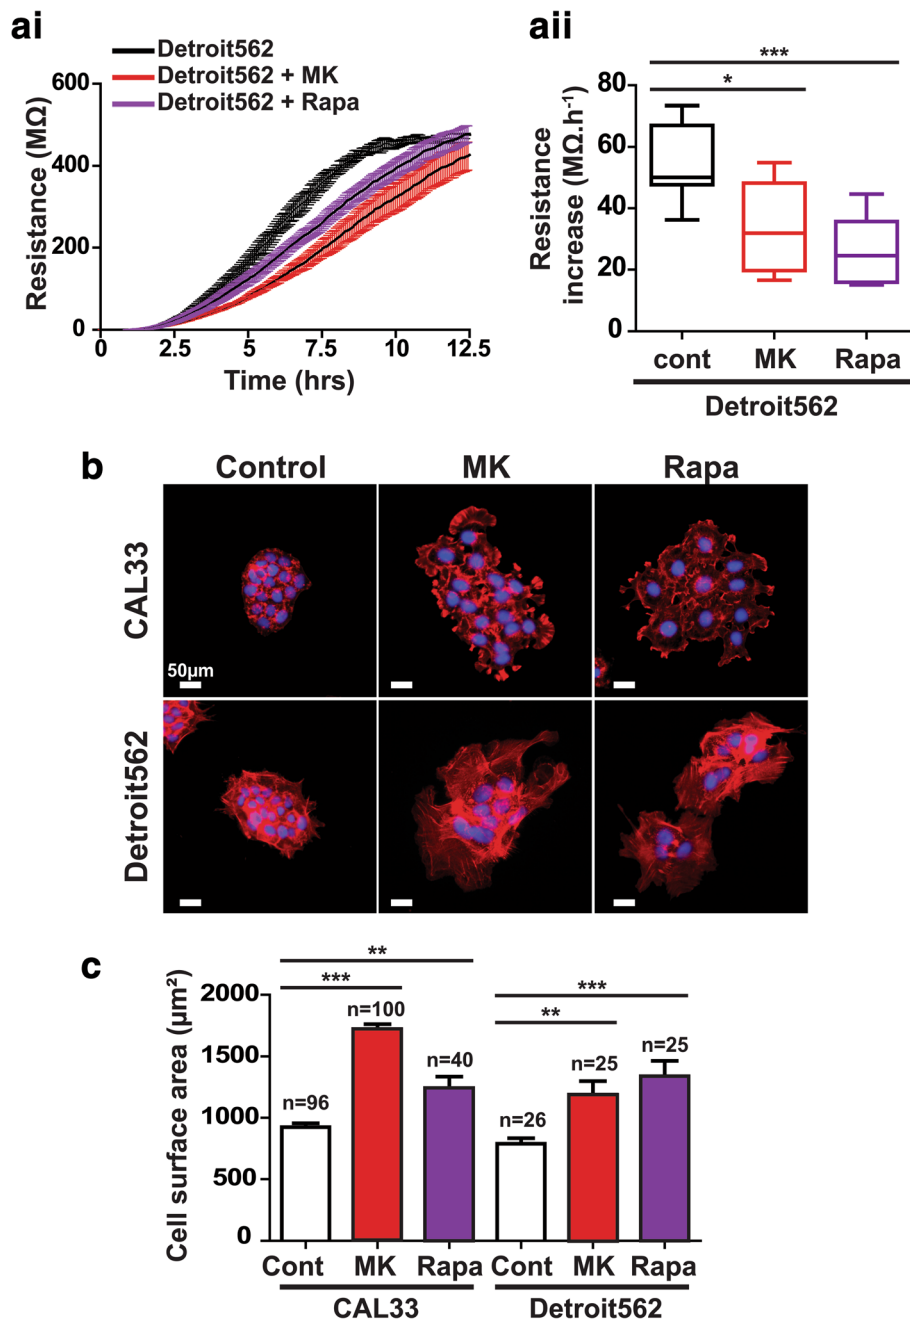 ai
Detroit562
Detroit562 + MK
Detroit562 + Rapa
Resistance (MΩ)
600
400
200
0
0 2.5 5 7.5 10 12.5
Time (hrs)
aii
***
*
Resistance
increase (MΩ.h⁻¹)
80
60
40
20
0
cont MK Rapa
Detroit562
b
Control MK Rapa
CAL33
50µm
Detroit562
c
Cell surface area (µm²)
2000
1500
1000
500
0
**
***
***
**
n=96
n=100
n=40
n=26
n=25
n=25
Cont MK Rapa Cont MK Rapa
CAL33 Detroit562